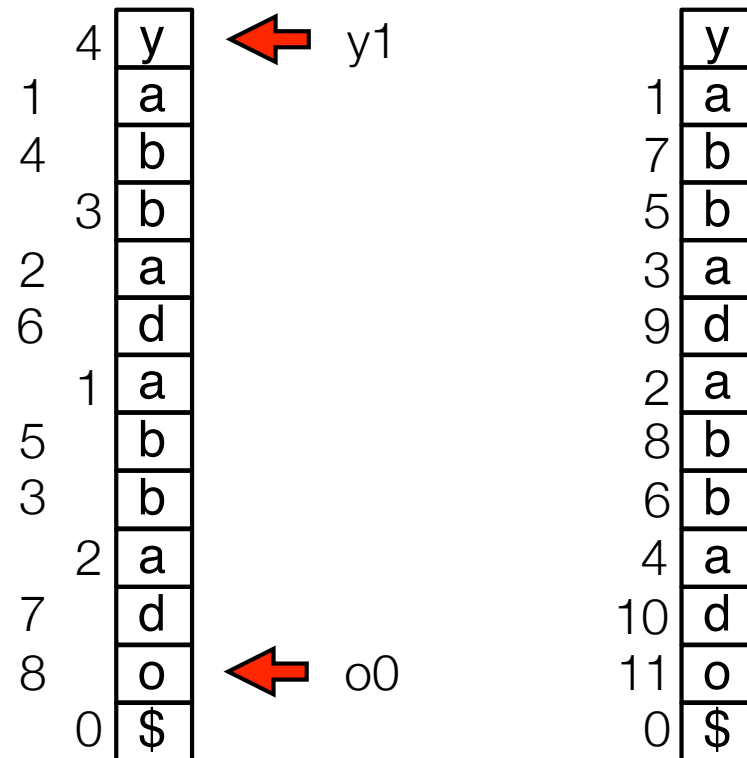 4 y y1 y
1 a 1 a
4 b 7 b
3 b 5 b
2 a 3 a
6 d 9 d
1 a 2 a
5 b 8 b
3 b 6 b
2 a 4 a
7 d 10 d
8 o o0 11 o
0 $ 0 $